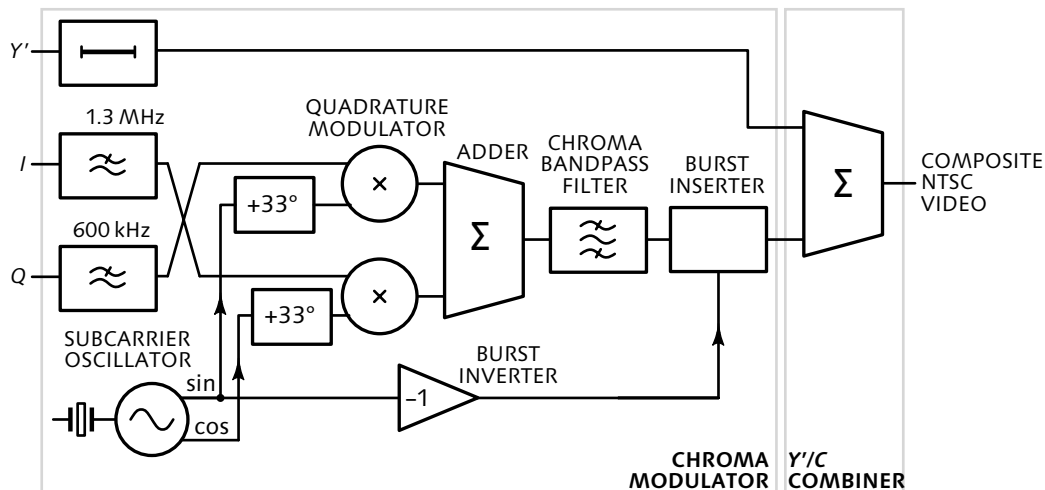 Y'
1.3 MHz
I
600 kHz
Q
QUADRATURE
MODULATOR
×
+33°
×
+33°
ADDER
Σ
CHROMA
BANDPASS
FILTER
BURST
INSERTER
Σ
COMPOSITE
NTSC
VIDEO
SUBCARRIER
OSCILLATOR
sin
cos
–1
BURST
INVERTER
CHROMA
MODULATOR
Y'/C
COMBINER